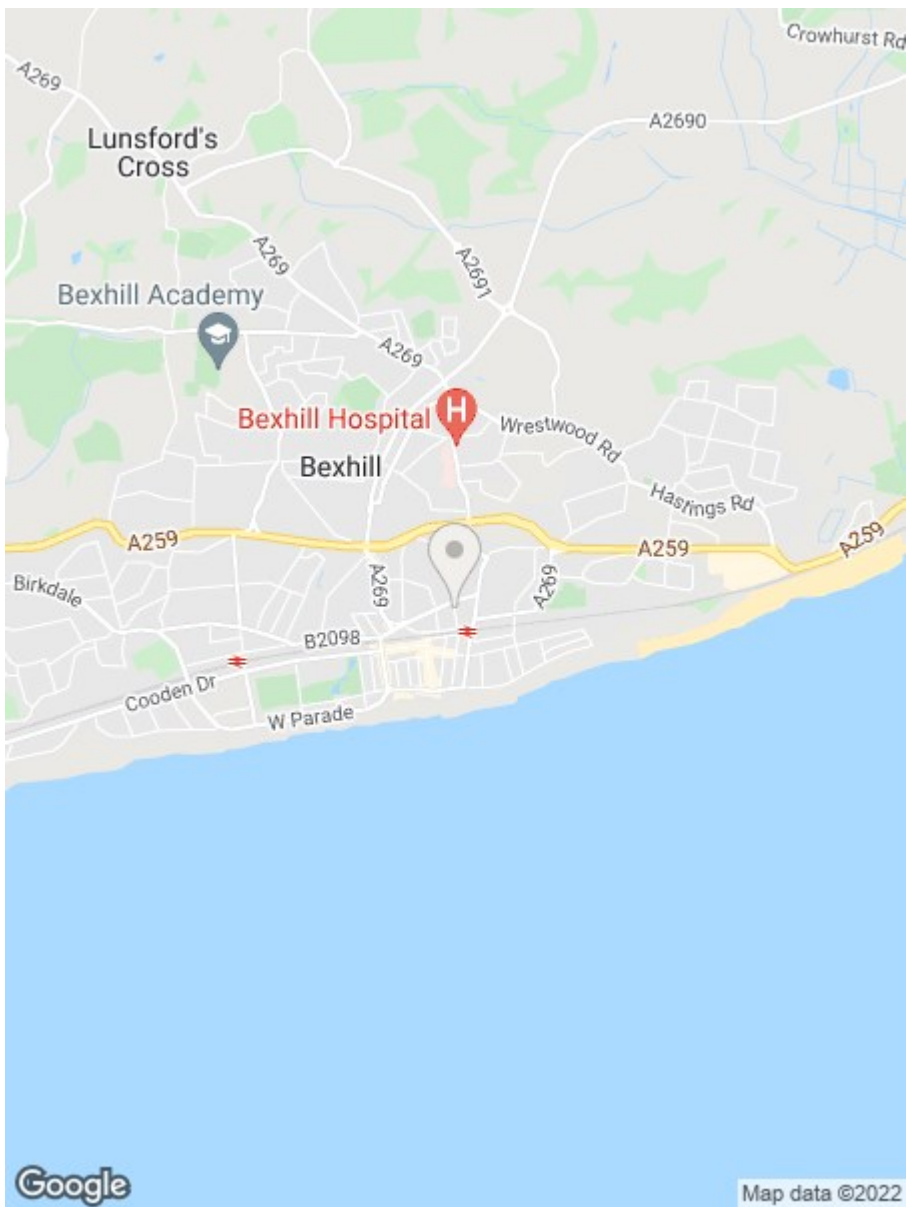 Crowhurst Rd
A269
A2690
Lunsford's
Cross
A269
A2691
Bexhill Academy
A269
Bexhill Hospital
H
Wrestwood Rd
Bexhill
Hastings Rd
A259
A259
A259
Birkdale
A269
A269
B2098
Cooden Dr
W Parade
Google
Map data ©2022